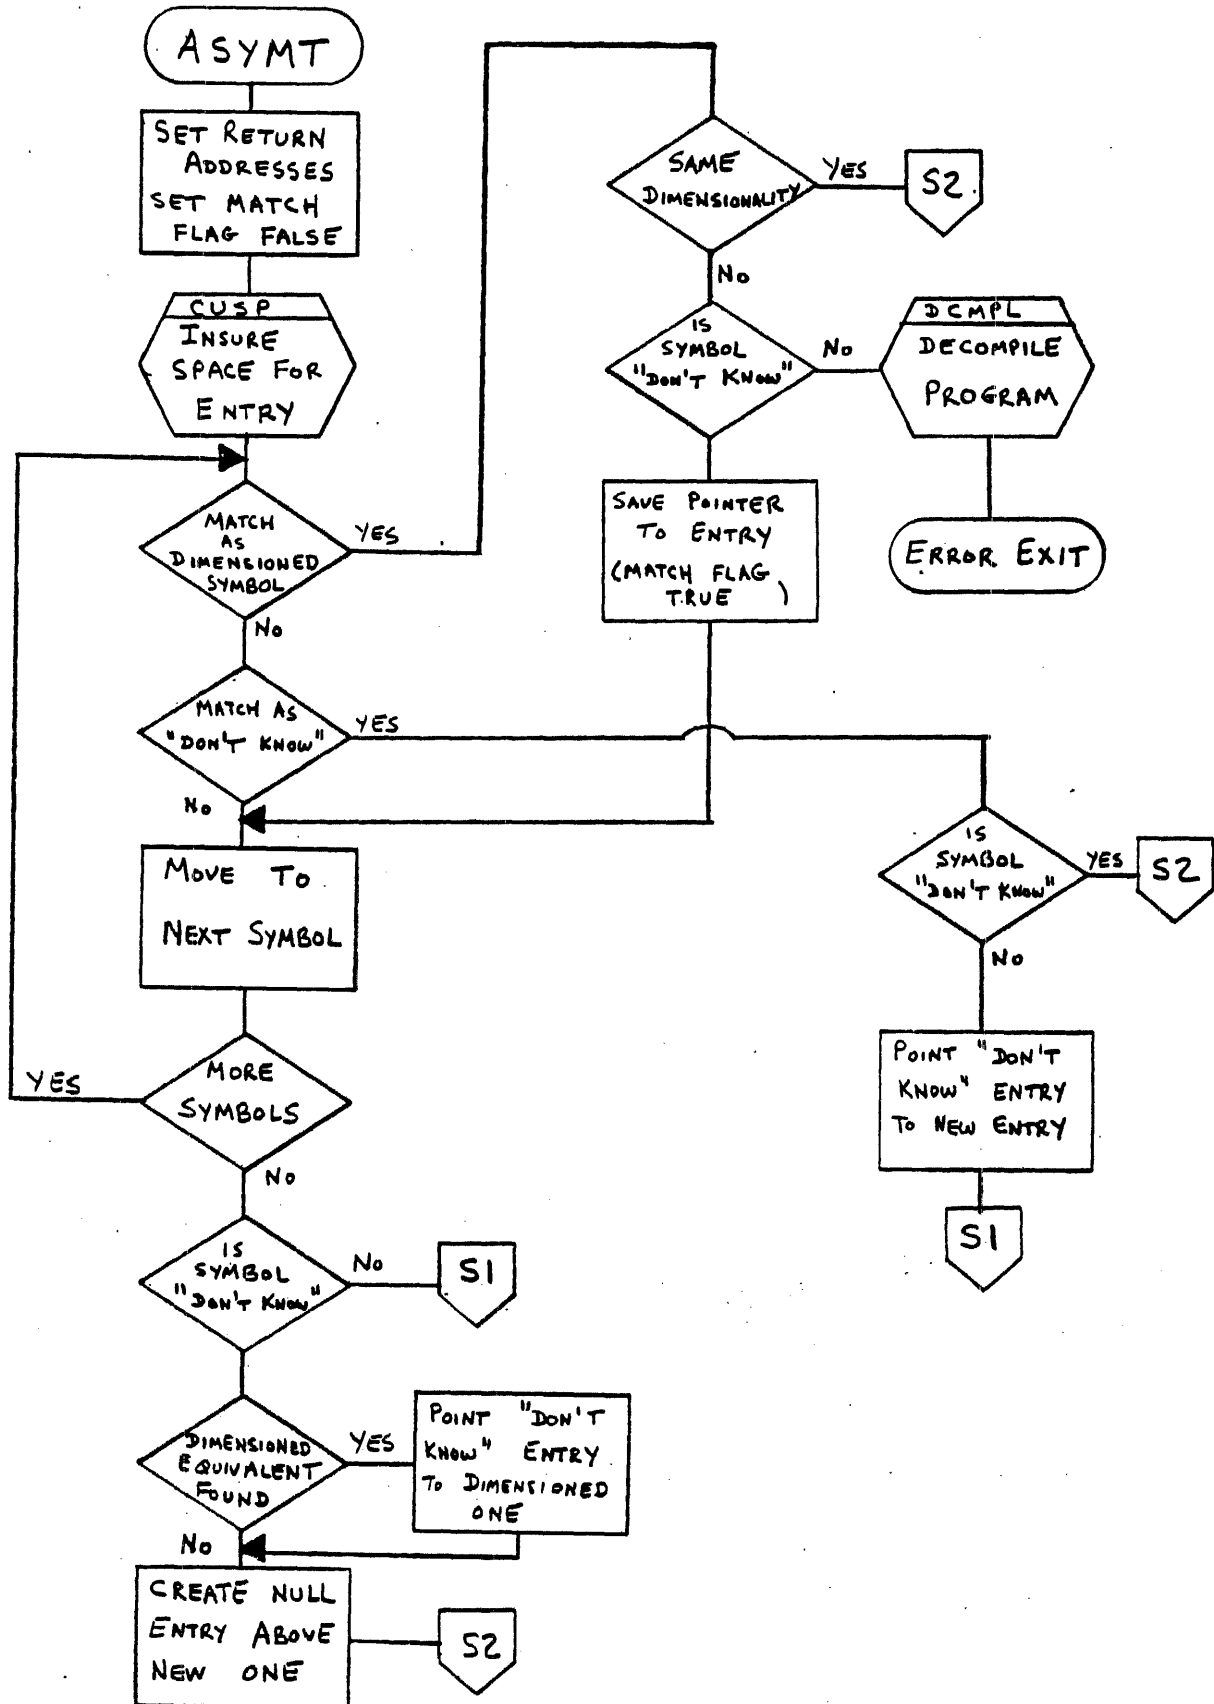 ASYMT
SET RETURN
ADDRESSES
SET MATCH
FLAG FALSE
CUSP
INSURE
SPACE FOR
ENTRY
MATCH
AS
DIMENSIONED
SYMBOL
YES
No
MATCH AS
"DON'T KNOW"
YES
No
MOVE TO
NEXT SYMBOL
MORE
SYMBOLS
YES
No
IS
SYMBOL
"DON'T KNOW"
No
S1
DIMENSIONED
EQUIVALENT
FOUND
YES
POINT "DON'T
KNOW" ENTRY
TO DIMENSIONED
ONE
No
CREATE NULL
ENTRY ABOVE
NEW ONE
S2
SAME
DIMENSIONALITY
YES
S2
No
IS
SYMBOL
"DON'T KNOW"
No
DCMPL
DECOMPILE
PROGRAM
ERROR EXIT
SAVE POINTER
TO ENTRY
(MATCH FLAG
TRUE )
IS
SYMBOL
"DON'T KNOW"
YES
S2
No
POINT "DON'T
KNOW" ENTRY
TO NEW ENTRY
S1